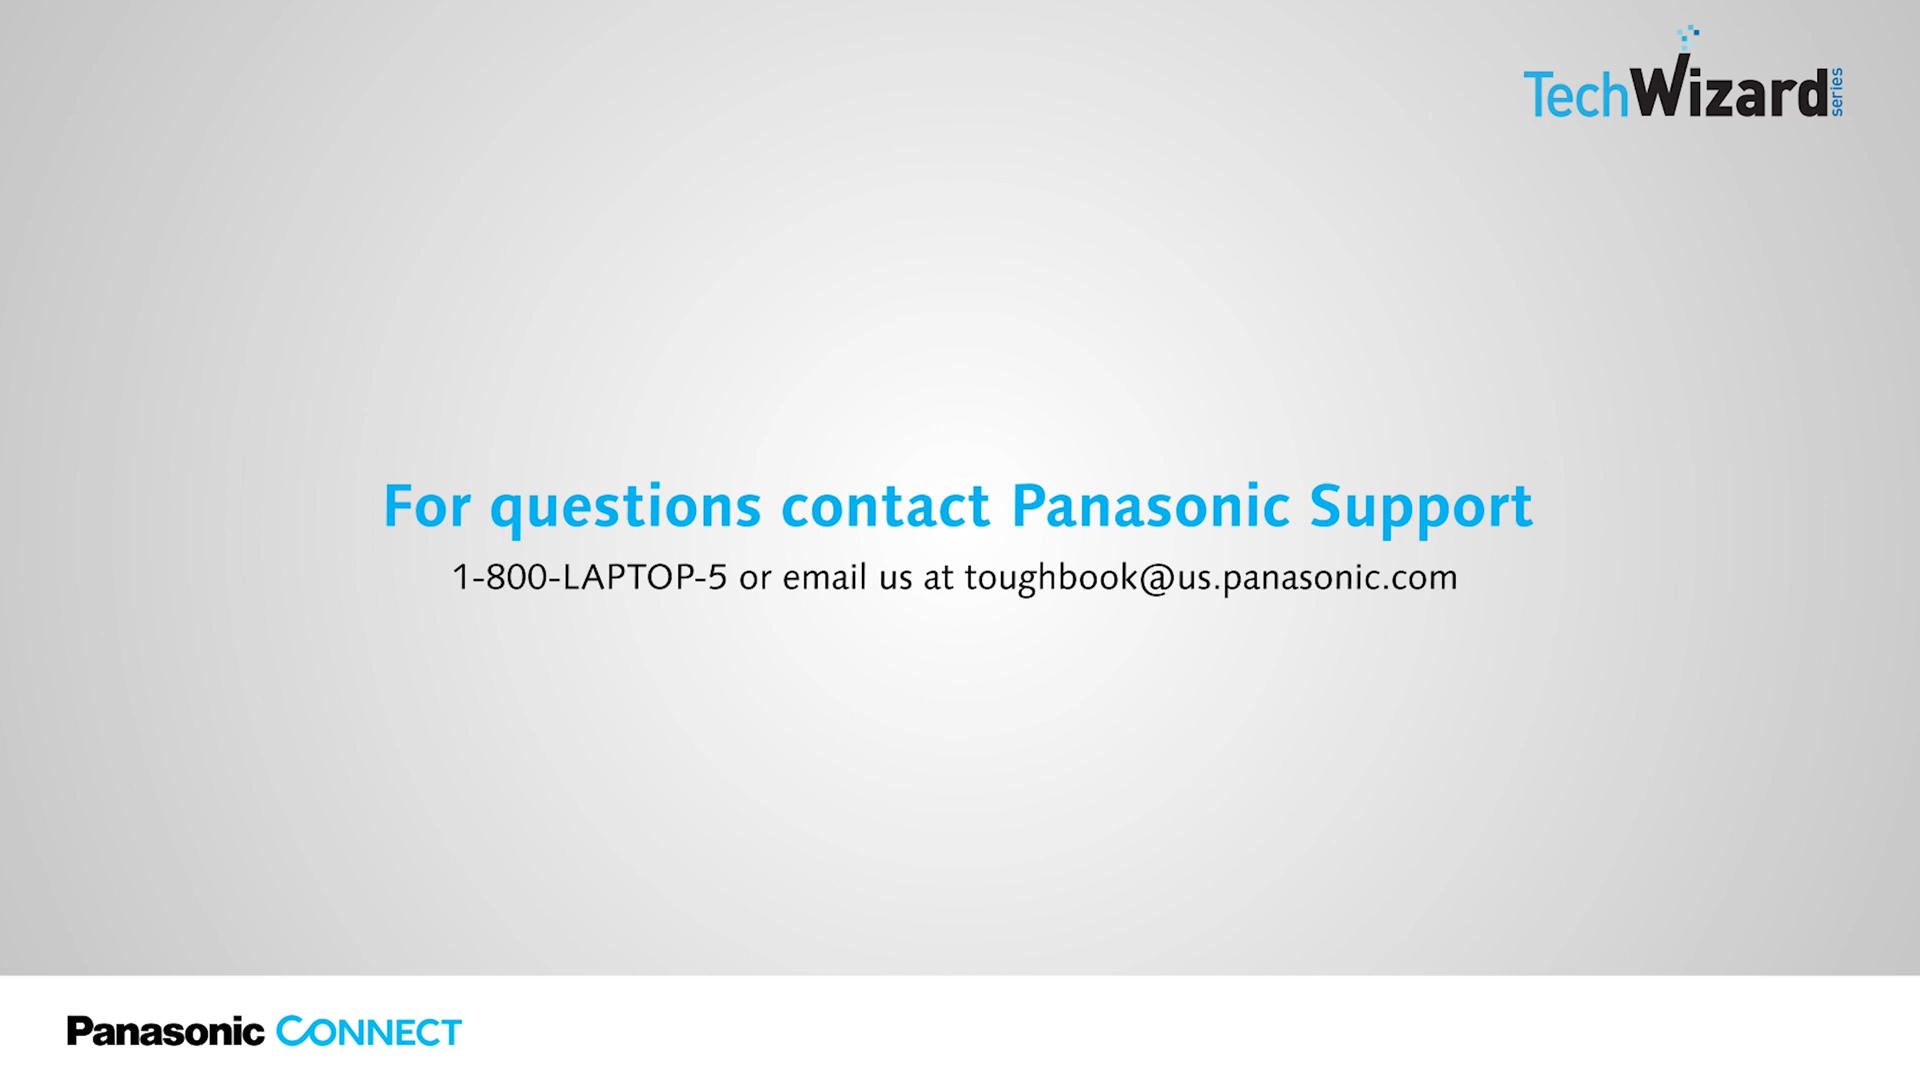 TechWizard series
For questions contact Panasonic Support
1-800-LAPTOP-5 or email us at toughbook@us.panasonic.com
Panasonic CONNECT